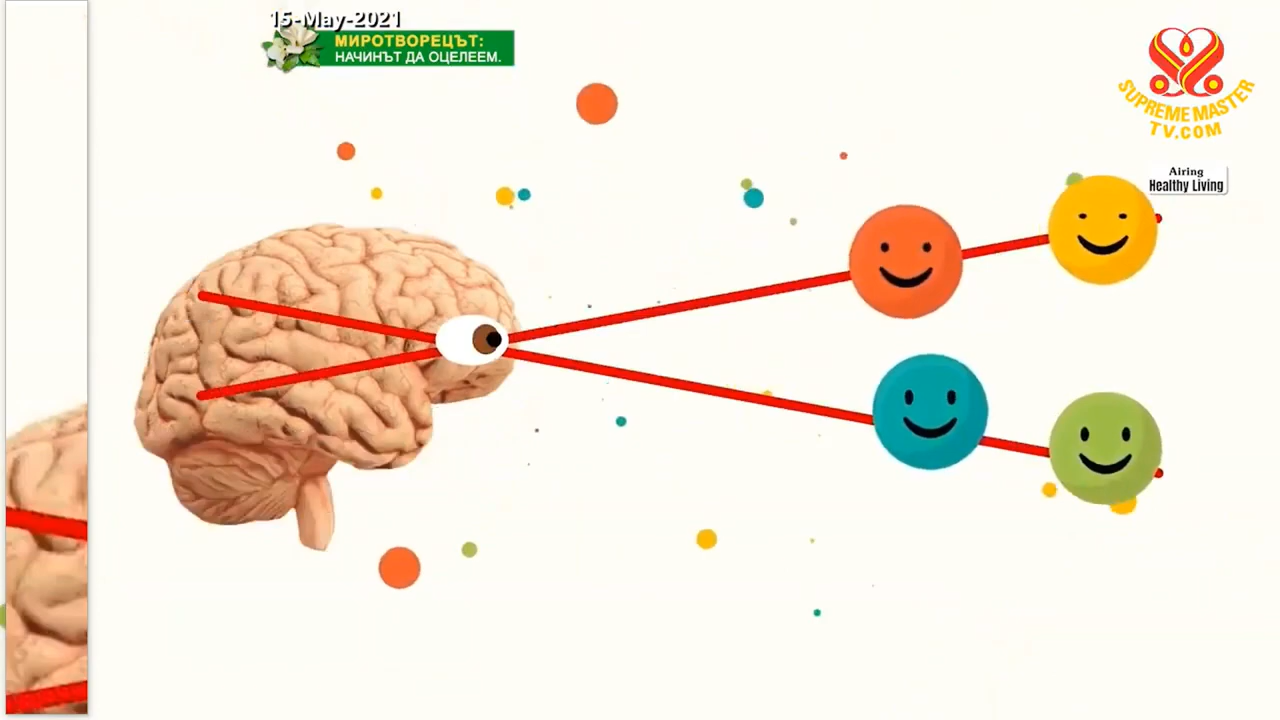 15-May-2021
МИРОТВОРЕЦЪТ:
НАЧИНЪТ ДА ОЦЕЛЕЕМ.
SUPREME MASTER
TV.COM
Airing
Healthy Living